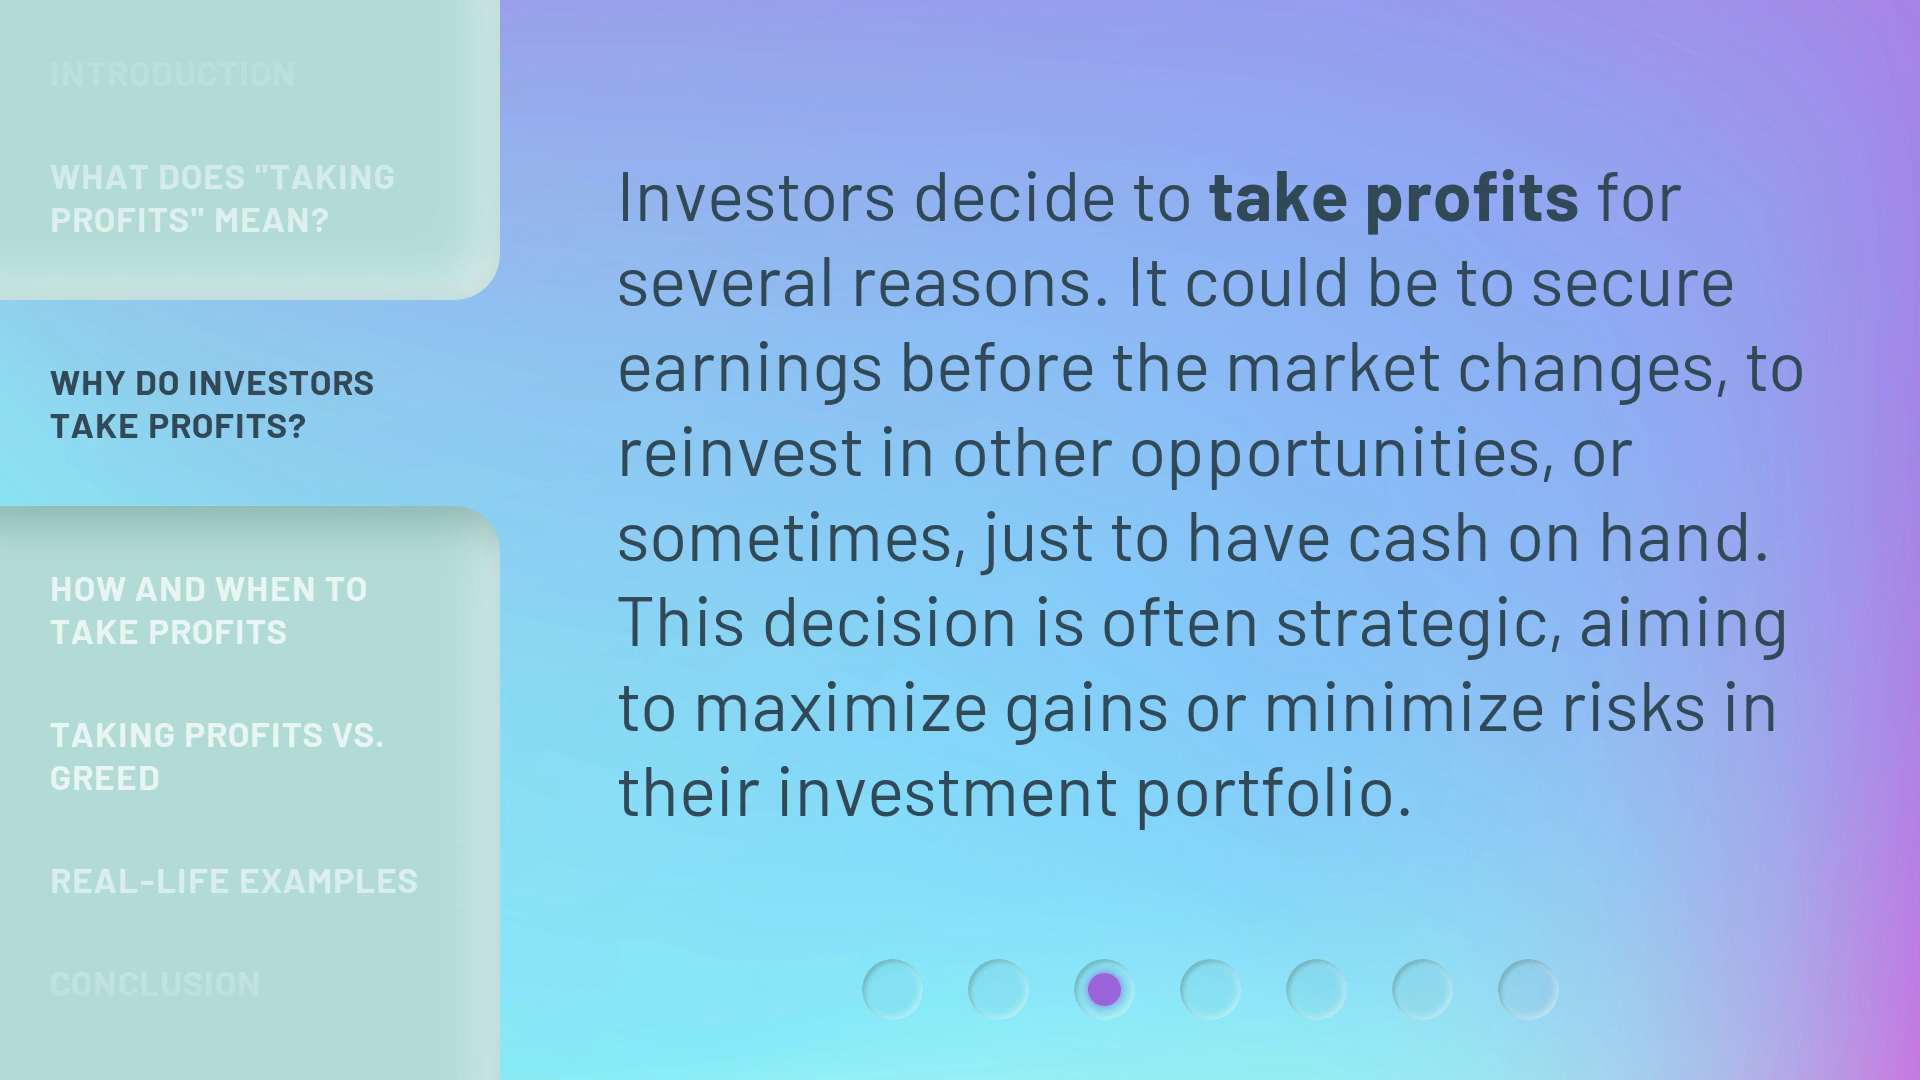 INTRODUCTION
WHAT DOES "TAKING
PROFITS" MEAN?
WHY DO INVESTORS
TAKE PROFITS?
HOW AND WHEN TO
TAKE PROFITS
TAKING PROFITS VS.
GREED
REAL-LIFE EXAMPLES
CONCLUSION
Investors decide to take profits for
several reasons. It could be to secure
earnings before the market changes, to
reinvest in other opportunities, or
sometimes, just to have cash on hand.
This decision is often strategic, aiming
to maximize gains or minimize risks in
their investment portfolio.